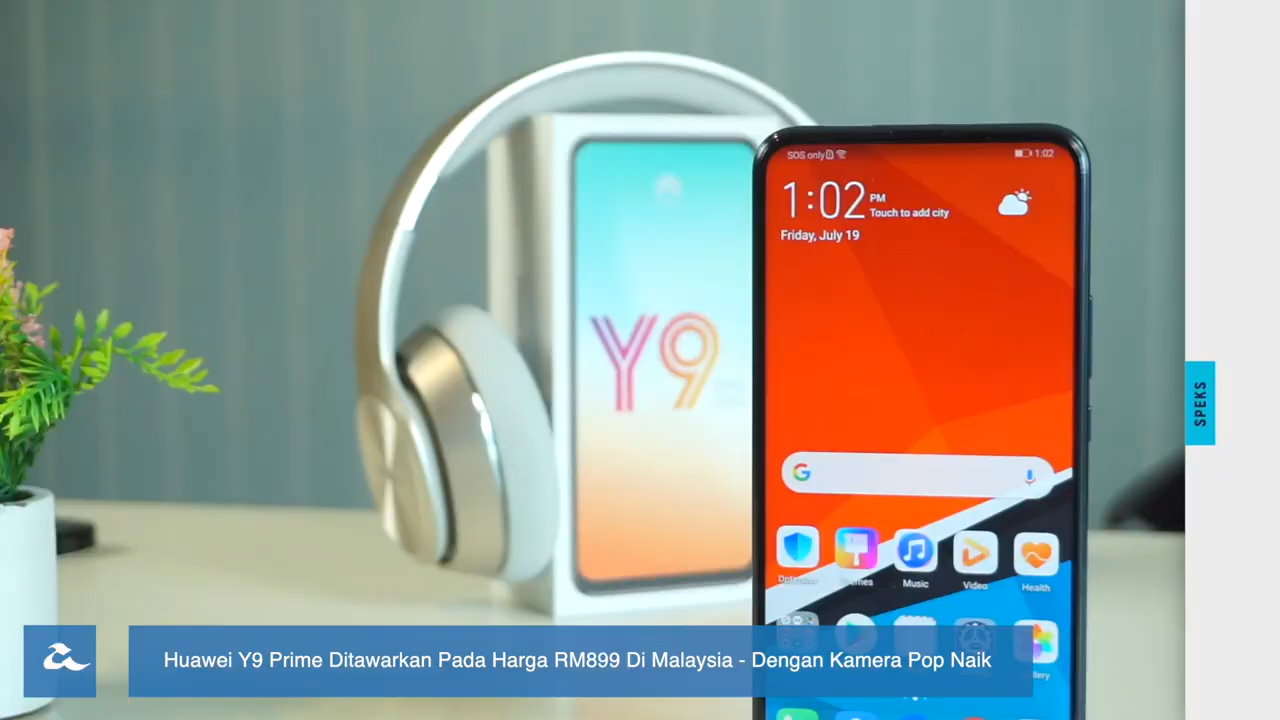 SOS only
1:02
1:02 PM
Touch to add city
Friday, July 19
Y9
SPEKS
Music
Video
Health
Huawei Y9 Prime Ditawarkan Pada Harga RM899 Di Malaysia - Dengan Kamera Pop Naik